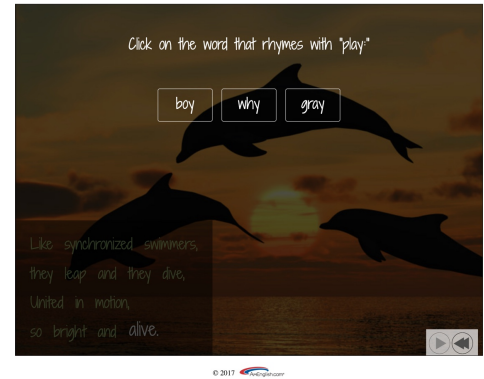 Click on the word that rhymes with "play:"
boy why gray
Like synchronized swimmers,
they leap and they dive,
United in motion,
so bright and alive.
© 2017